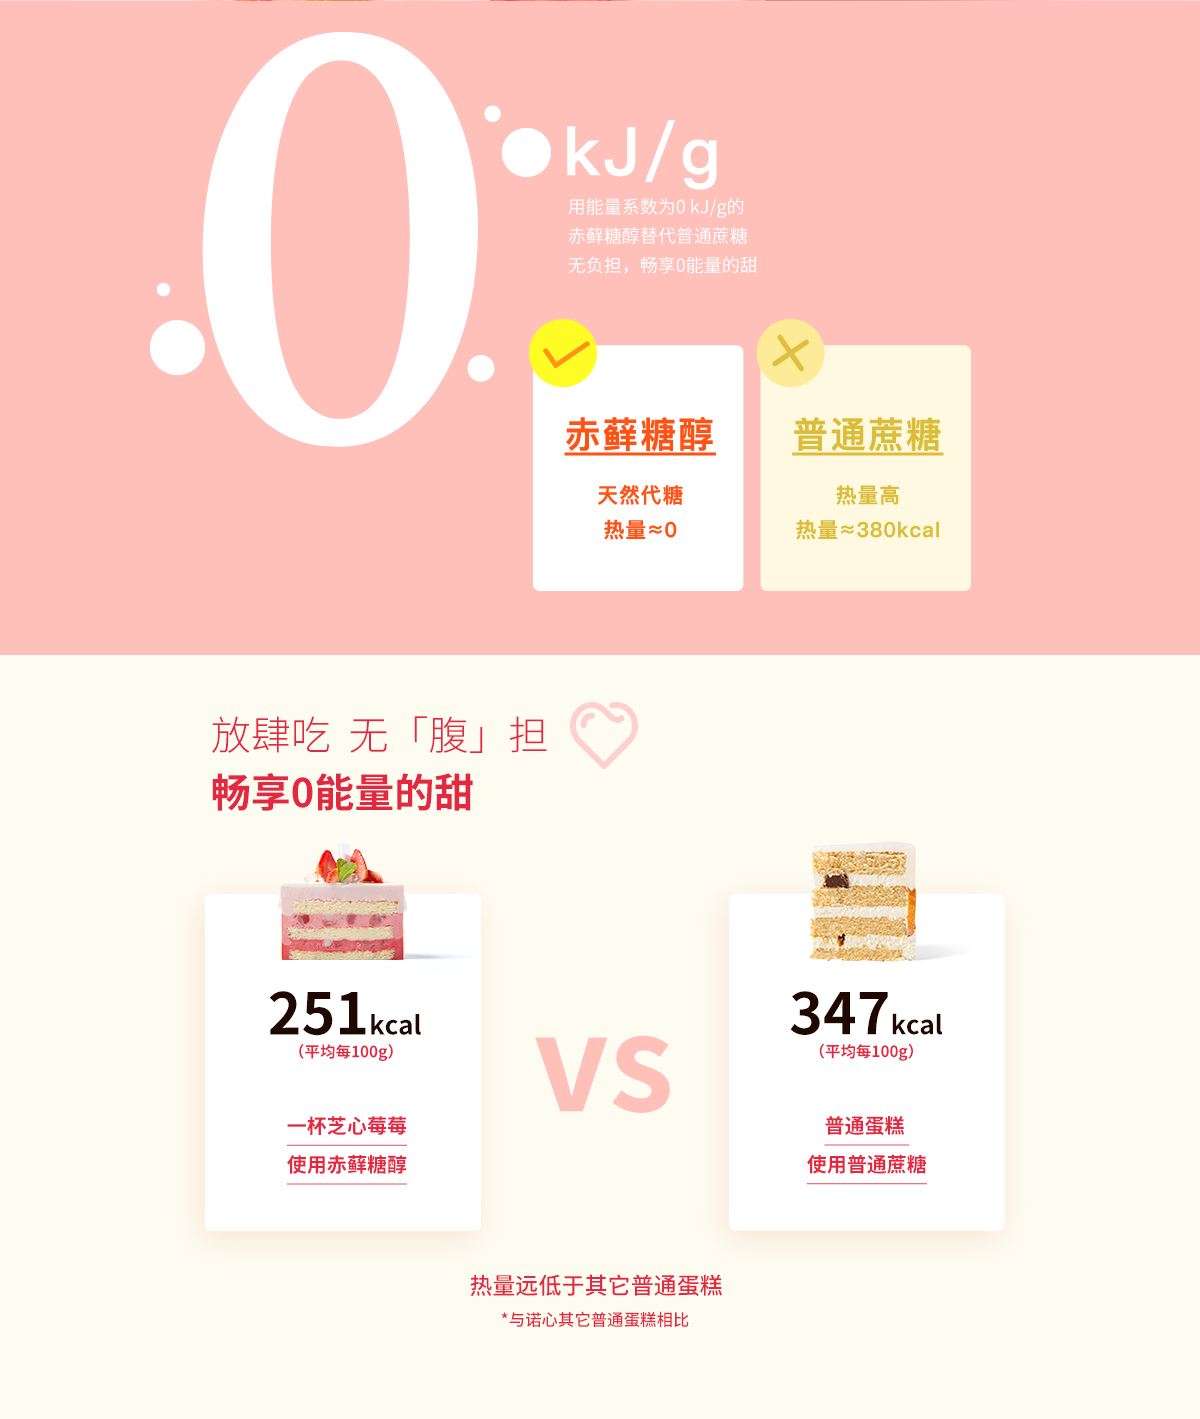 0 kJ/g
用能量系数为0 kJ/g的
赤藓糖醇替代普通蔗糖
无负担，畅享0能量的甜
赤藓糖醇
天然代糖
热量≈0
普通蔗糖
热量高
热量≈380kcal
放肆吃 无「腹」担
畅享0能量的甜
251kcal
（平均每100g）
一杯芝心莓莓
使用赤藓糖醇
VS
347kcal
（平均每100g）
普通蛋糕
使用普通蔗糖
热量远低于其它普通蛋糕
*与诺心其它普通蛋糕相比